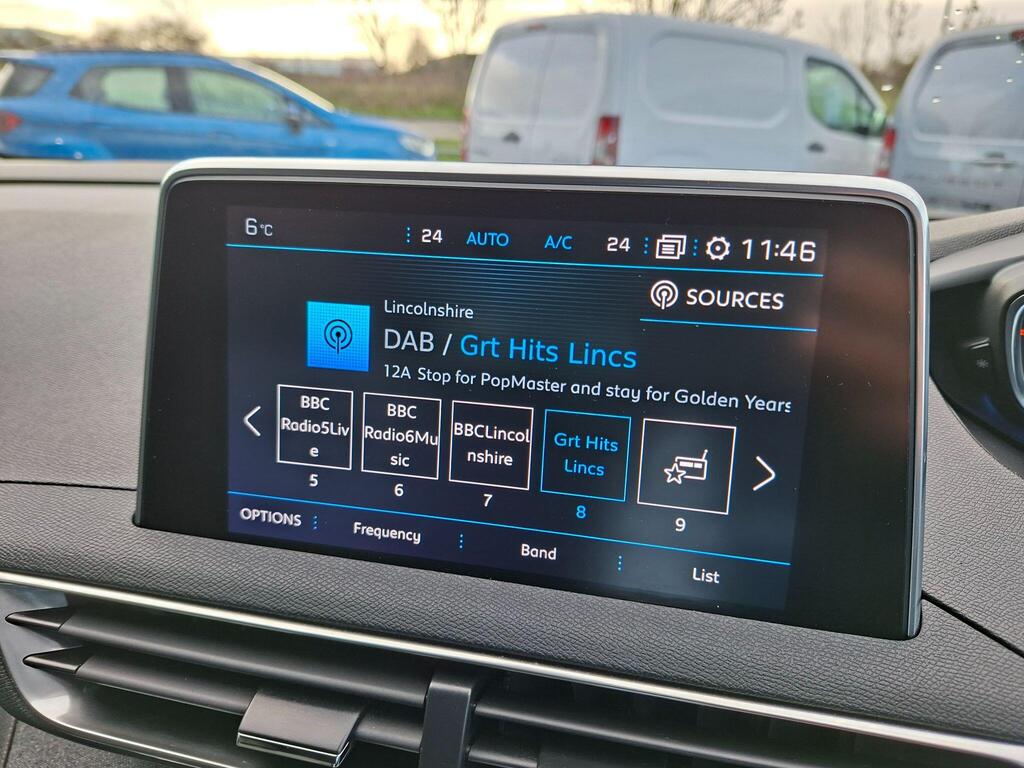 6°C
24
AUTO
A/C
24
11:46
SOURCES
Lincolnshire
DAB / Grt Hits Lincs
12A Stop for PopMaster and stay for Golden Years
BBC
Radio5Liv
e
5
BBC
Radio6Mu
sic
6
BBCLincol
nshire
7
Grt Hits
Lincs
8
9
OPTIONS
Frequency
Band
List